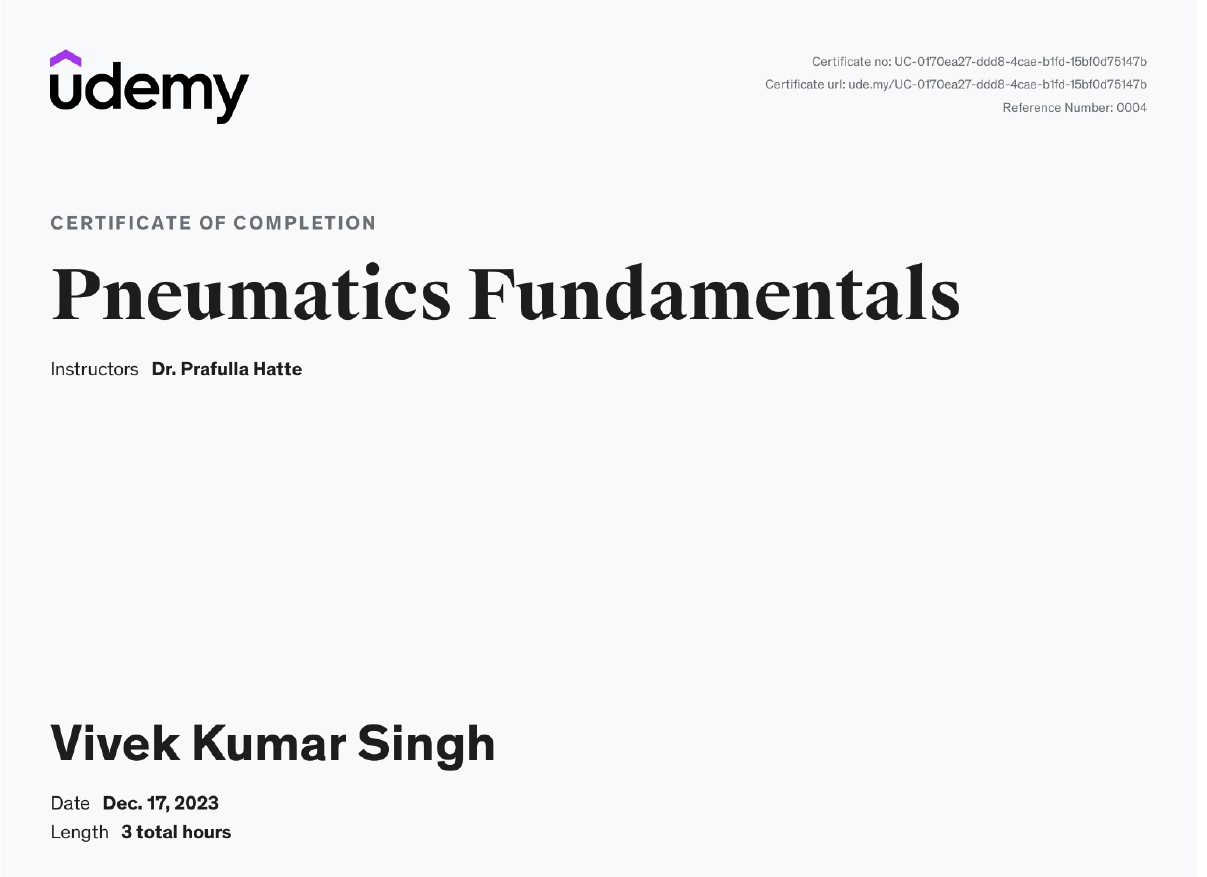 udemy
Certificate no: UC-0170ea27-ddd8-4cae-b1fd-15bf0d75147b
Certificate url: ude.my/UC-0170ea27-ddd8-4cae-b1fd-15bf0d75147b
Reference Number: 0004
CERTIFICATE OF COMPLETION
Pneumatics Fundamentals
Instructors Dr. Prafulla Hatte
Vivek Kumar Singh
Date Dec. 17, 2023
Length 3 total hours